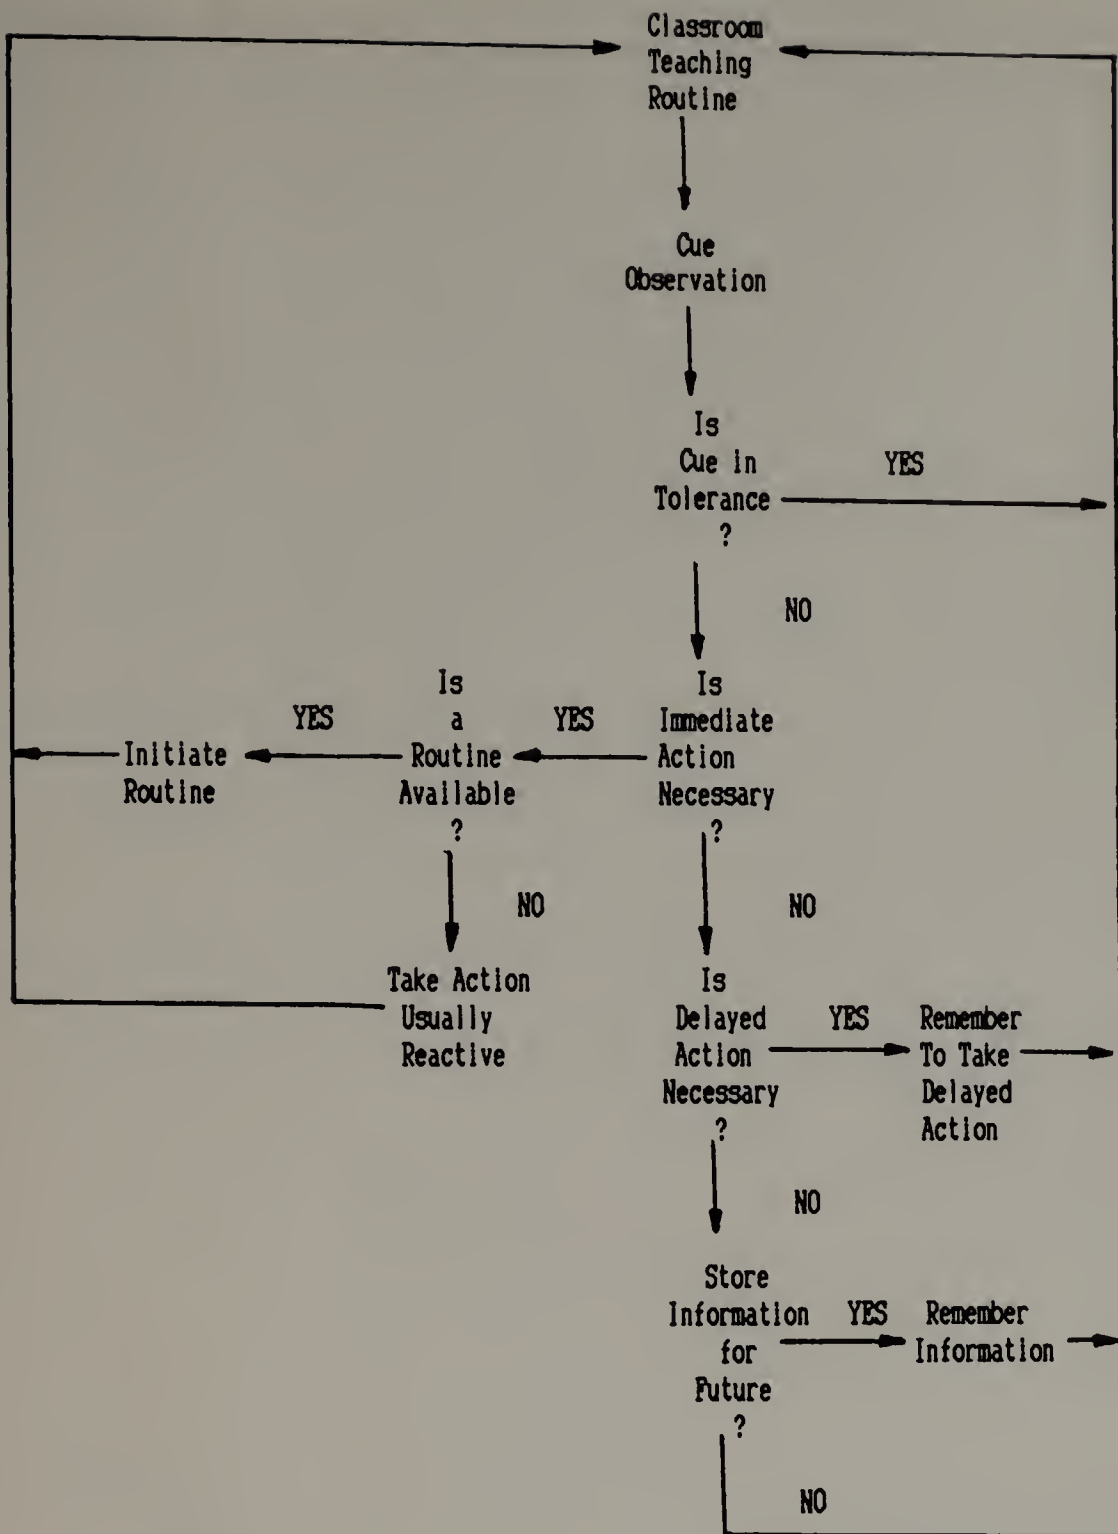 Classroom
Teaching
Routine
Cue
Observation
Is
Cue in
Tolerance
?
YES
NO
Is
Immediate
Action
Necessary
?
YES
Is
a
Routine
Available
?
YES
Initiate
Routine
NO
Take Action
Usually
Reactive
NO
Is
Delayed
Action
Necessary
?
YES
Remember
To Take
Delayed
Action
NO
Store
Information
for
Future
?
YES
Remember
Information
NO